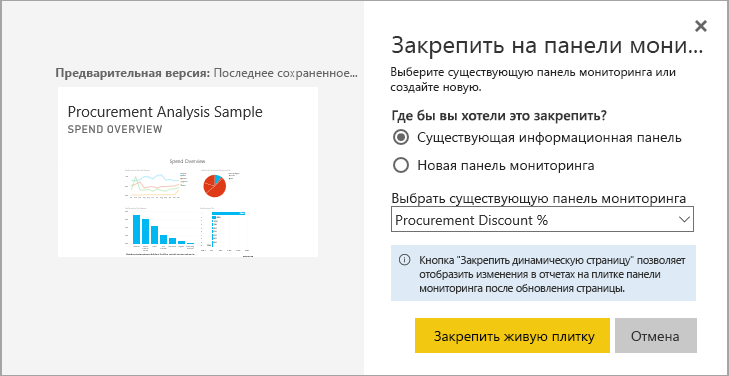 Закрепить на панели мони...
Предварительная версия: Последнее сохраненное...
Procurement Analysis Sample
SPEND OVERVIEW
Spend Overview
Выберите существующую панель мониторинга или
создайте новую.
Где бы вы хотели это закрепить?
Существующая информационная панель
Новая панель мониторинга
Выбрать существующую панель мониторинга
Procurement Discount %
Кнопка "Закрепить динамическую страницу" позволяет
отобразить изменения в отчетах на плитке панели
мониторинга после обновления страницы.
Закрепить живую плитку
Отмена